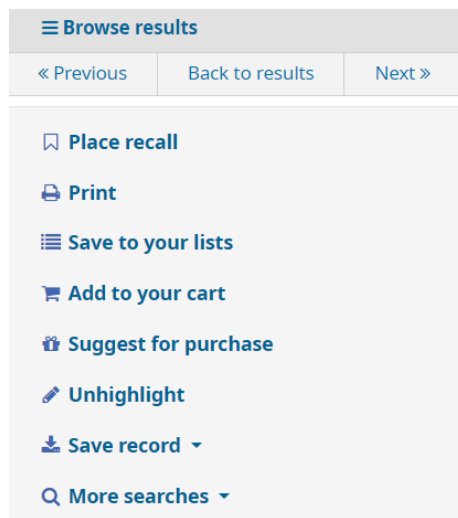 Browse results
« Previous Back to results Next »
Place recall
Print
Save to your lists
Add to your cart
Suggest for purchase
Unhighlight
Save record
More searches